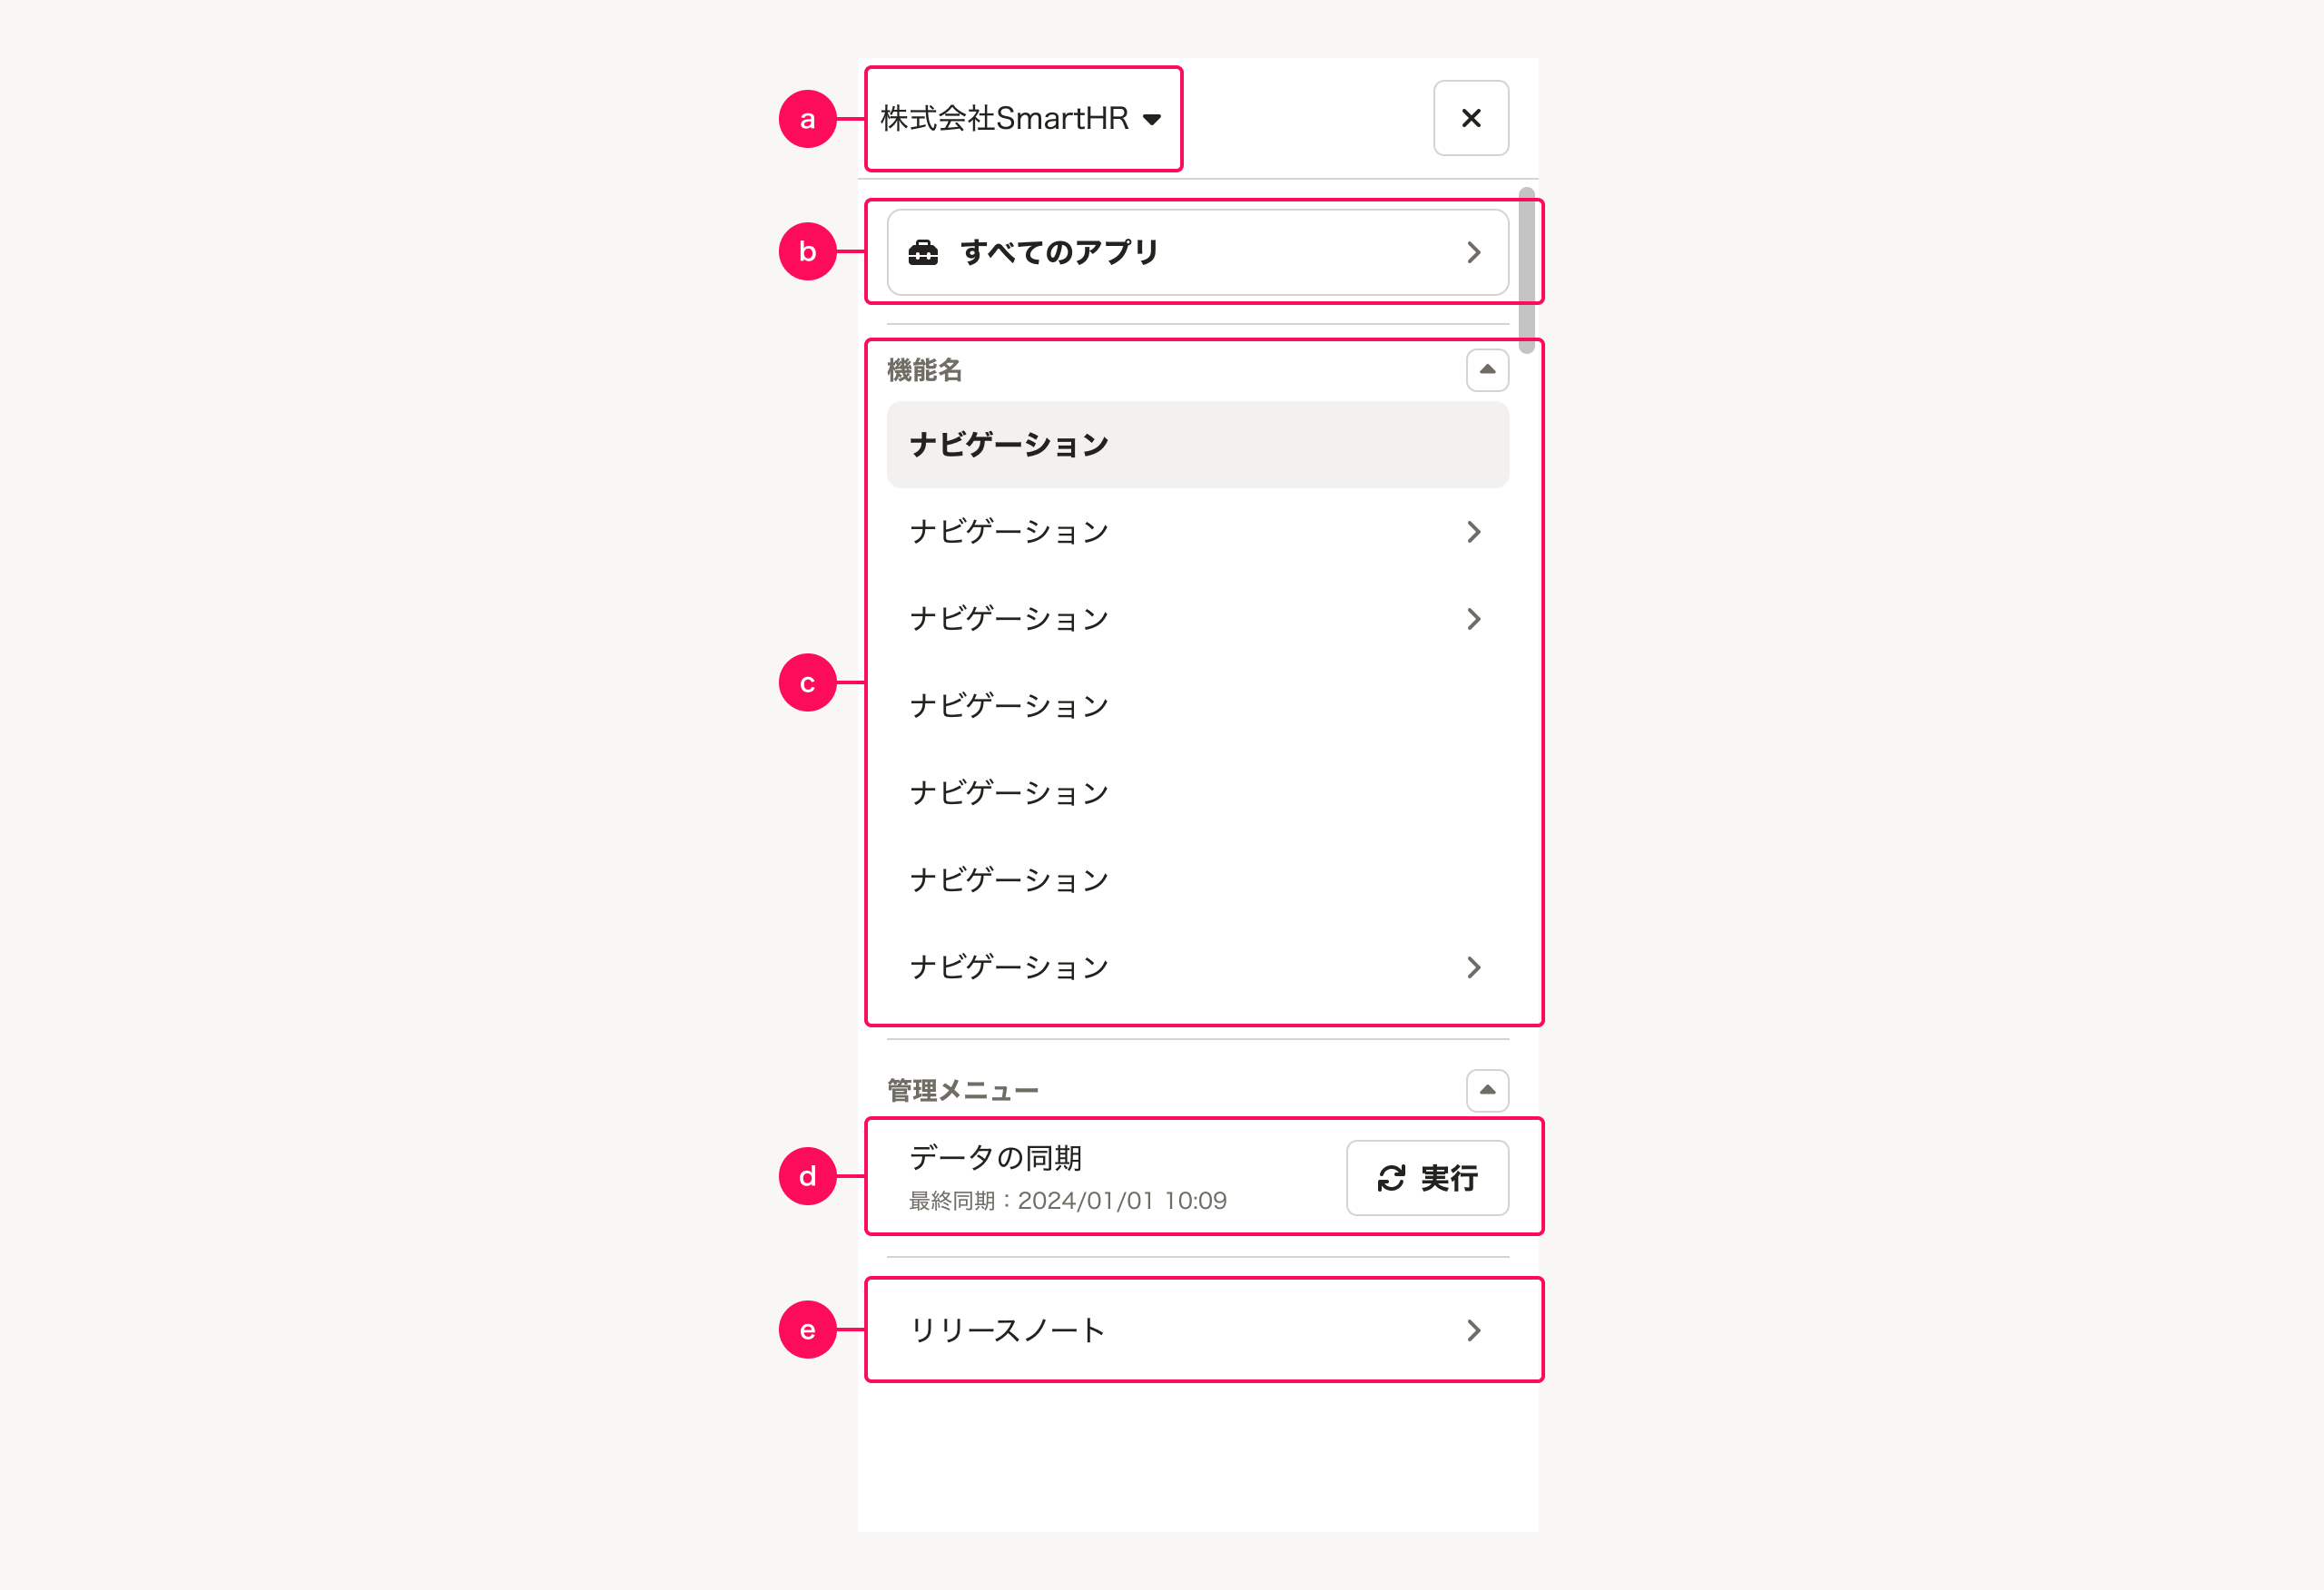 a
株式会社SmartHR
b
すべてのアプリ
機能名
ナビゲーション
ナビゲーション
ナビゲーション
c
ナビゲーション
ナビゲーション
ナビゲーション
ナビゲーション
管理メニュー
d
データの同期
最終同期：2024/01/01 10:09
実行
e
リリースノート